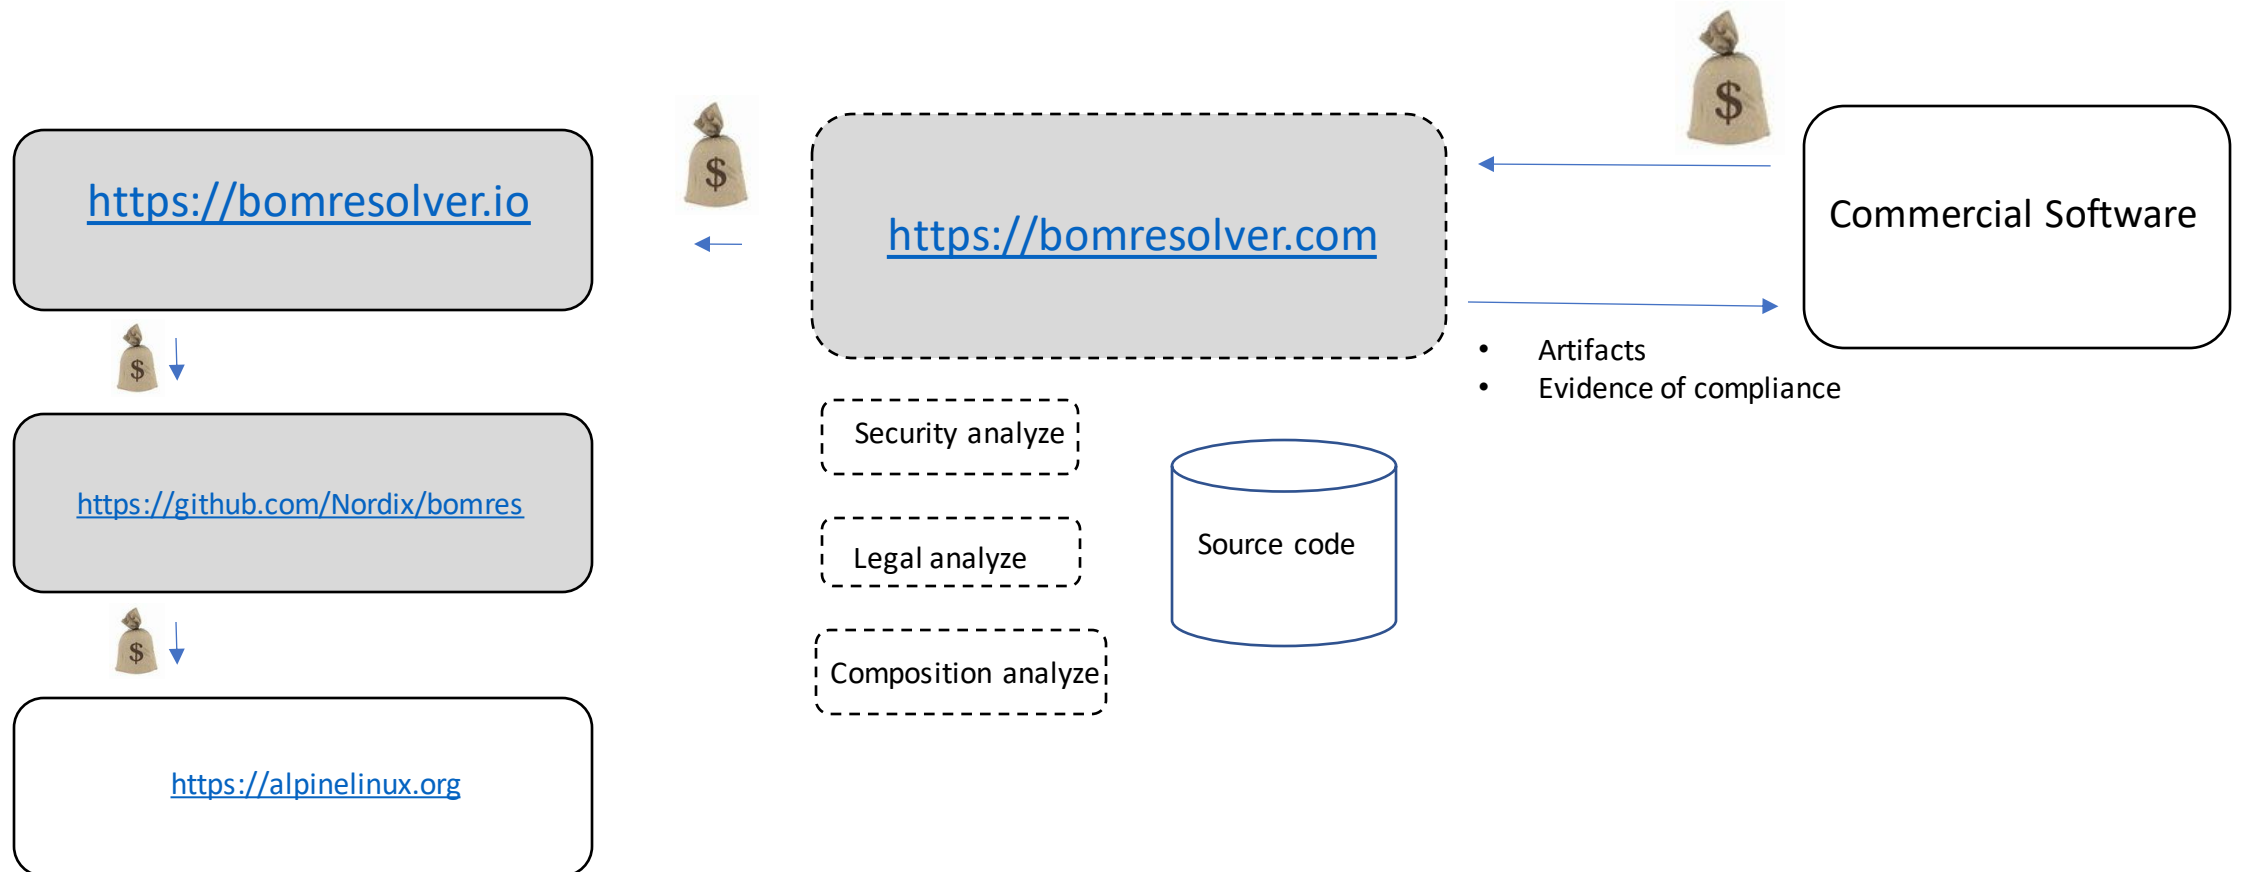 $
$
https://bomresolver.io
https://bomresolver.com
Commercial Software
$
Artifacts
Evidence of compliance
Security analyze
https://github.com/Nordix/bomres
Source code
Legal analyze
$
Composition analyze
https://alpinelinux.org